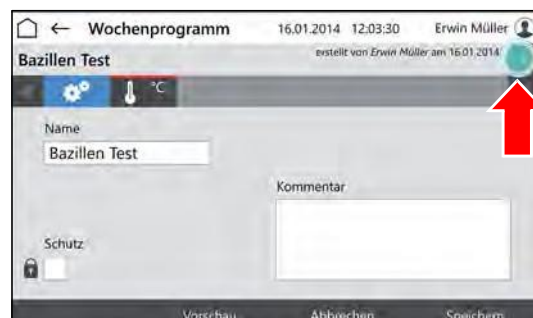 ← Wochenprogramm 16.01.2014 12:03:30 Erwin Müller
erstellt von Erwin Müller am 16.01.2014
Bazillen Test
°C
Name
Bazillen Test
Kommentar
Schutz
Vorschau Abbrechen Speichern